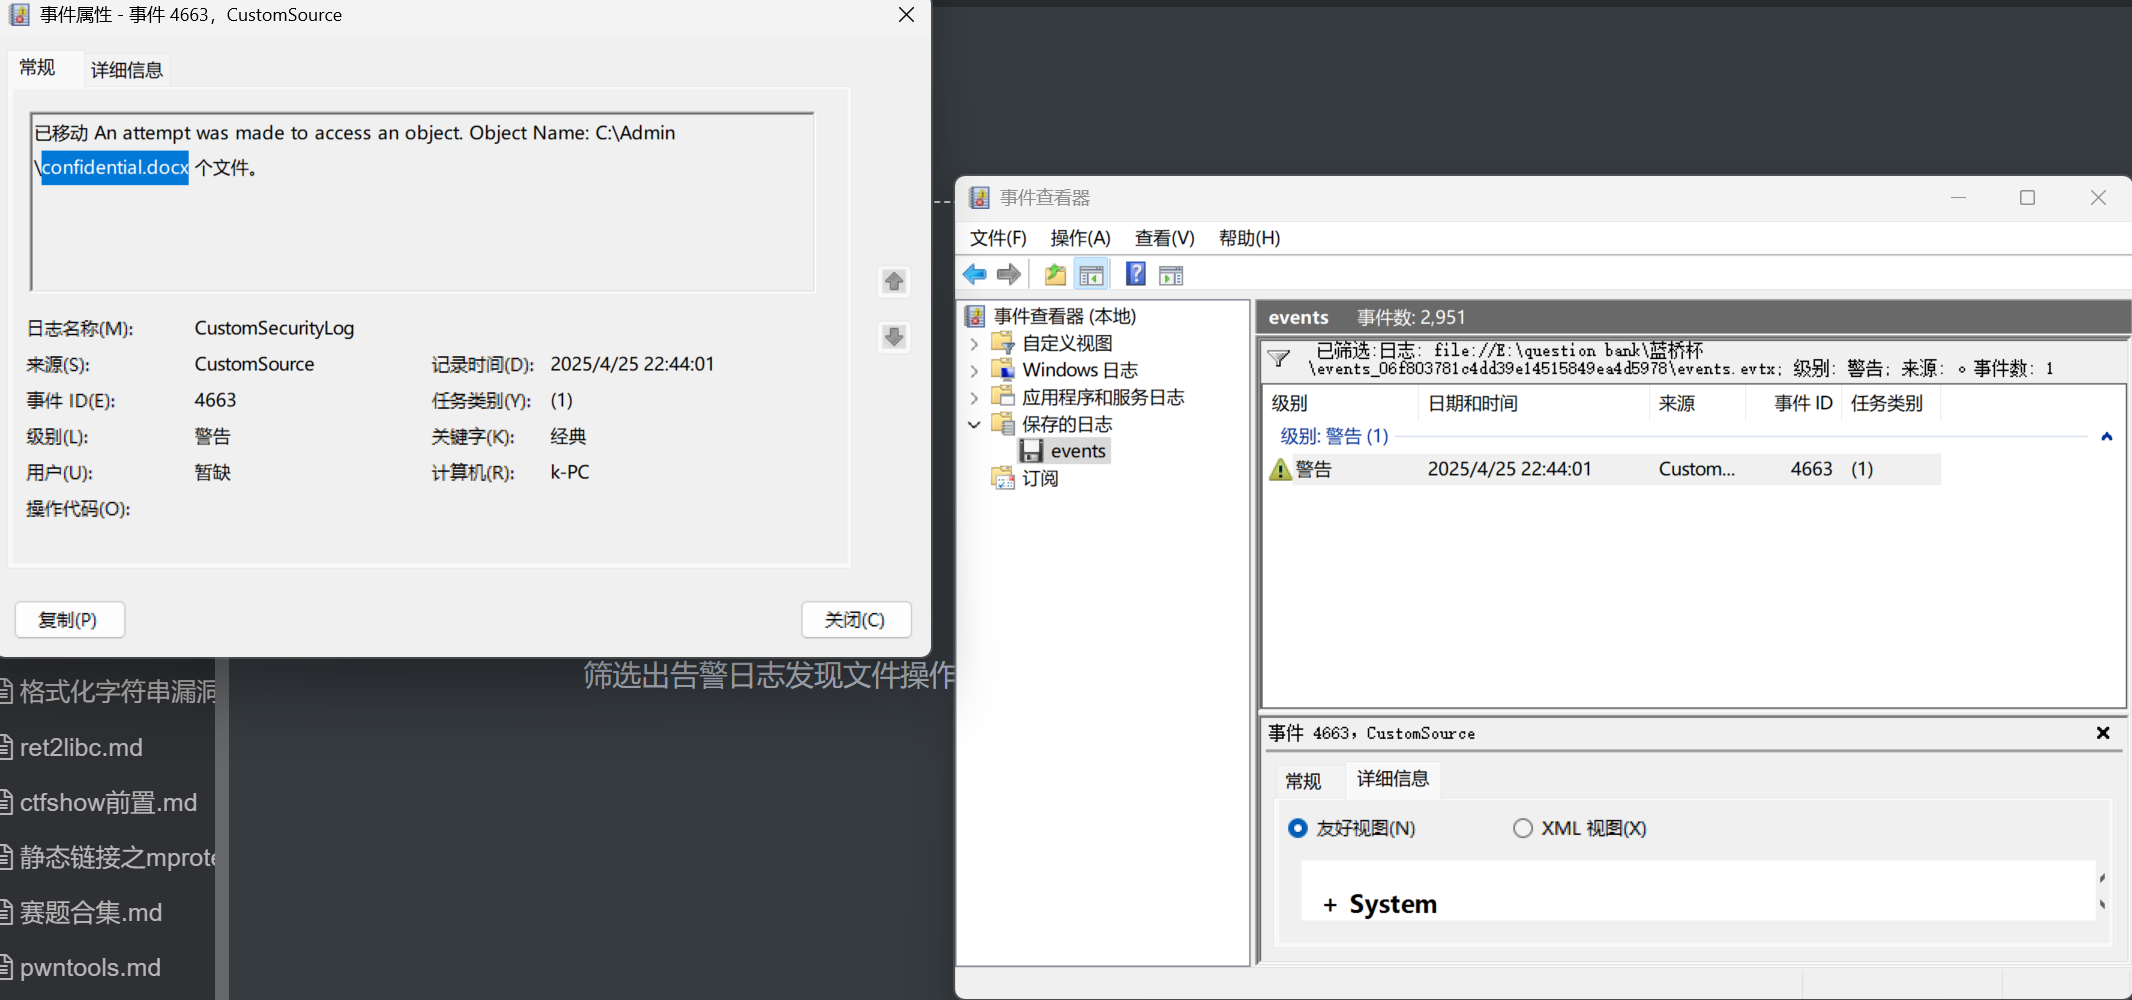 事件属性 - 事件 4663，CustomSource
常规
详细信息
已移动 An attempt was made to access an object. Object Name: C:\Admin
\confidential.docx 个文件。
日志名称(M): CustomSecurityLog
来源(S): CustomSource 记录时间(D): 2025/4/25 22:44:01
事件 ID(E): 4663 任务类别(Y): (1)
级别(L): 警告 关键字(K): 经典
用户(U): 暂缺 计算机(R): k-PC
操作代码(O):
复制(P) 关闭(C)
格式化字符串漏洞
ret2libc.md
ctfshow前置.md
静态链接之mprote
赛题合集.md
pwntools.md
筛选出告警日志发现文件操作
事件查看器
文件(F) 操作(A) 查看(V) 帮助(H)
事件查看器 (本地)
自定义视图
Windows 日志
应用程序和服务日志
保存的日志
events
订阅
events 事件数: 2,951
已筛选:日志: file://E:\question bank\蓝桥杯
\events_06f803781c4dd39e14515849ea4d5978\events.evtx; 级别: 警告; 来源: 。事件数: 1
级别 日期和时间 来源 事件 ID 任务类别
级别: 警告 (1)
警告 2025/4/25 22:44:01 Custom... 4663 (1)
事件 4663，CustomSource
常规 详细信息
友好视图(N) XML 视图(X)
+ System